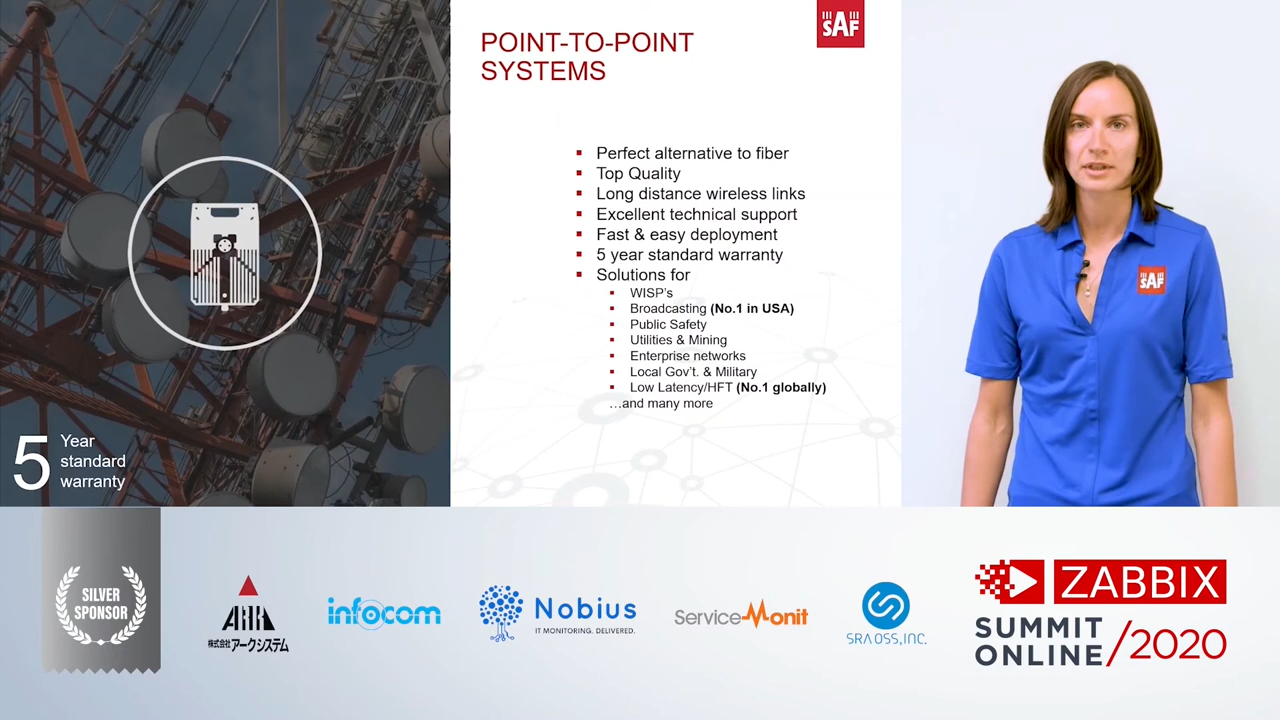 POINT-TO-POINT
SYSTEMS
SAF
Perfect alternative to fiber
Top Quality
Long distance wireless links
Excellent technical support
Fast & easy deployment
5 year standard warranty
Solutions for
WISP's
Broadcasting (No.1 in USA)
Public Safety
Utilities & Mining
Enterprise networks
Local Gov't. & Military
Low Latency/HFT (No.1 globally)
...and many more
5 Year
standard
warranty
SAF
SILVER
SPONSOR
ARK
株式会社アークシステム
infocom
Nobius
IT MONITORING. DELIVERED.
ServiceMonit
SRA OSS, INC.
ZABBIX
SUMMIT
ONLINE/2020